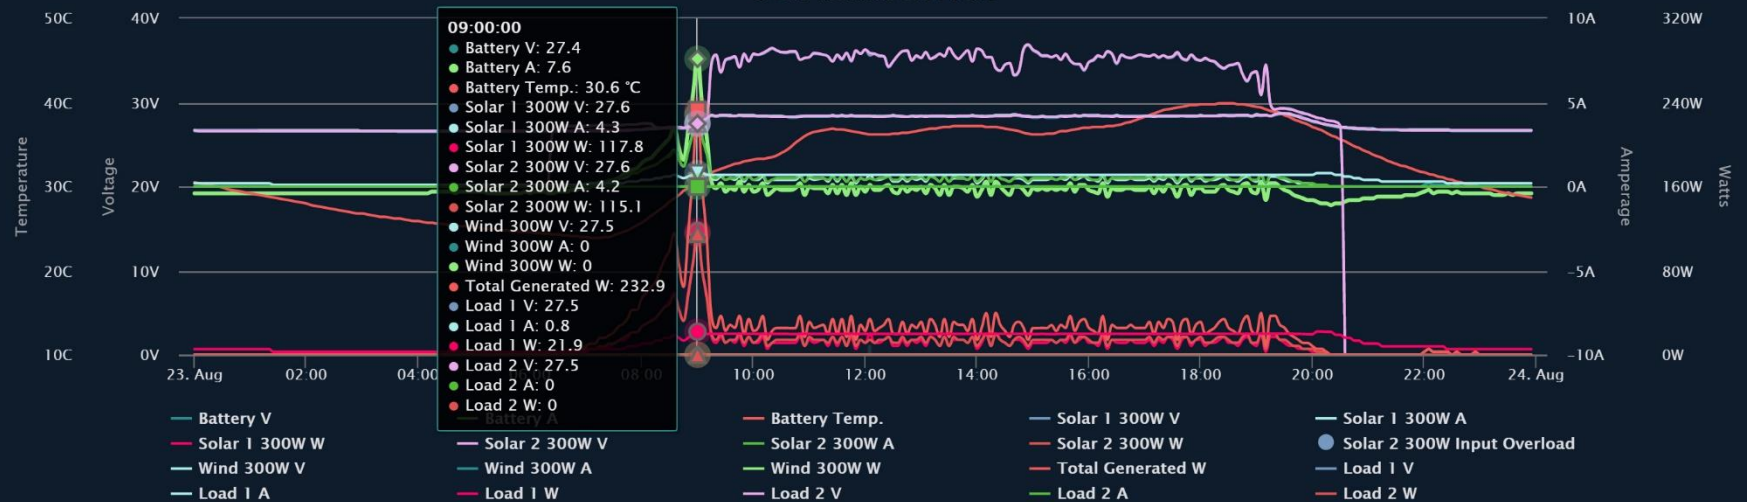 50C 40V 10A 320W
09:00:00
Battery V: 27.4
Battery A: 7.6
Battery Temp.: 30.6 °C
40C 30V 5A 240W
Solar 1 300W V: 27.6
Solar 1 300W A: 4.3
Solar 1 300W W: 117.8
Solar 2 300W V: 27.6
Temperature
Voltage
30C 20V 0A 160W
Amperage
Watts
Solar 2 300W A: 4.2
Solar 2 300W W: 115.1
Wind 300W V: 27.5
Wind 300W A: 0
Wind 300W W: 0
20C 10V -5A 80W
Total Generated W: 232.9
Load 1 V: 27.5
Load 1 A: 0.8
Load 1 W: 21.9
Load 2 V: 27.5
10C 0V -10A 0W
Load 2 A: 0
Load 2 W: 0
23. Aug 02:00 04:00 06:00 08:00 10:00 12:00 14:00 16:00 18:00 20:00 22:00 24. Aug
Battery V Battery A Battery Temp. Solar 1 300W V Solar 1 300W A
Solar 1 300W W Solar 2 300W V Solar 2 300W A Solar 2 300W W Solar 2 300W Input Overload
Wind 300W V Wind 300W A Wind 300W W Total Generated W Load 1 V
Load 1 A Load 1 W Load 2 V Load 2 A Load 2 W